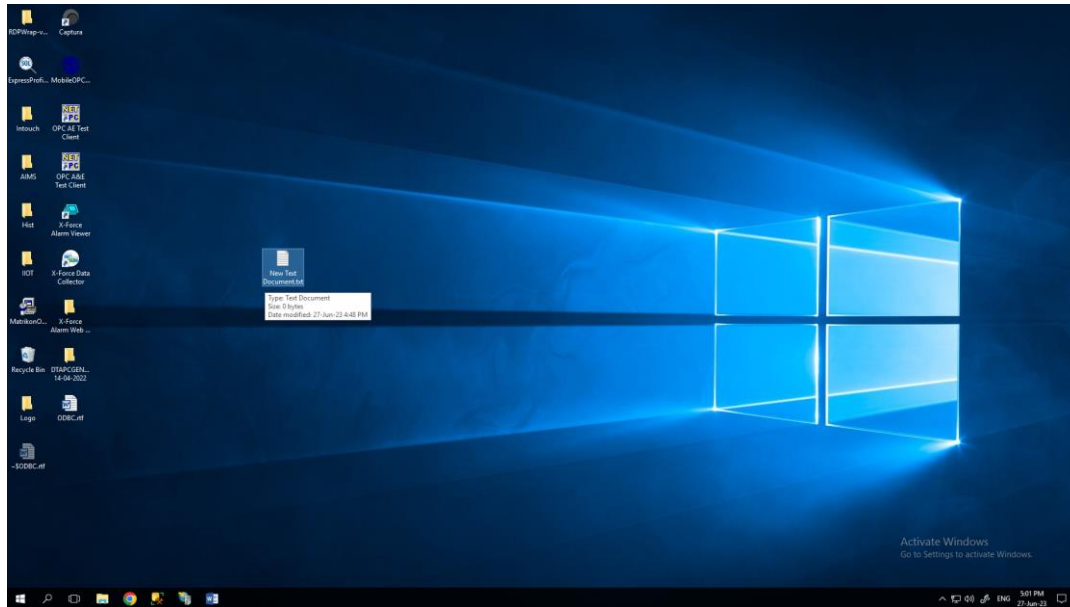 RDPWrap-v...
Captura
ExpressProfi...
MobileOPC...
Intouch
OPC AE Test
Client
AIMS
OPC A&E
Test Client
Hist
X-Force
Alarm Viewer
IIOT
X-Force Data
Collector
MatrikonO...
X-Force
Alarm Web ...
Recycle Bin
DTAPCGEN...
14-04-2022
Logo
ODBC.rtf
~$ODBC.rtf
New Text
Document.txt
Type: Text Document
Size: 0 bytes
Date modified: 27-Jun-23 4:48 PM
Activate Windows
Go to Settings to activate Windows.
ENG
5:01 PM
27-Jun-23